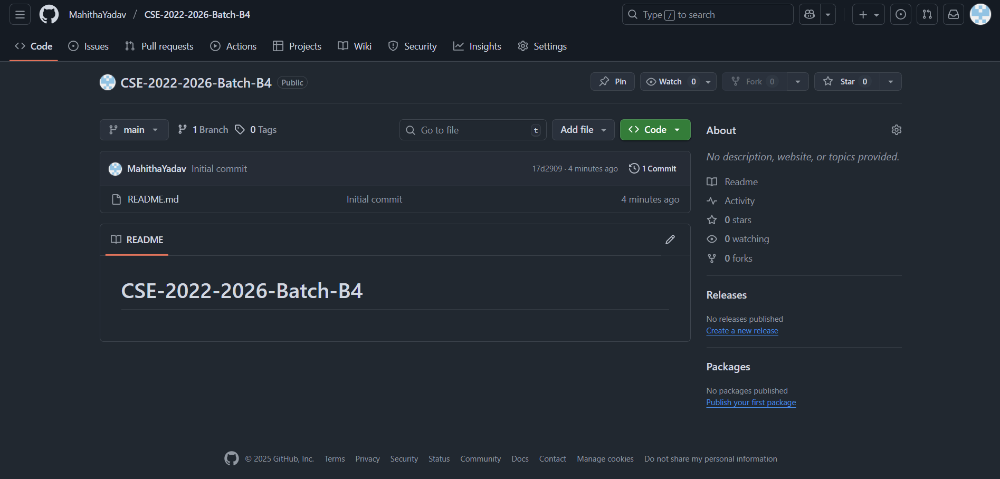 MahithaYadav / CSE-2022-2026-Batch-B4
Type / to search
Code
Issues
Pull requests
Actions
Projects
Wiki
Security
Insights
Settings
CSE-2022-2026-Batch-B4 Public
Pin
Watch 0
Fork 0
Star 0
main
1 Branch
0 Tags
Go to file t
Add file
Code
MahithaYadav Initial commit
17d2909 · 4 minutes ago
1 Commit
README.md
Initial commit
4 minutes ago
README
CSE-2022-2026-Batch-B4
About
No description, website, or topics provided.
Readme
Activity
0 stars
0 watching
0 forks
Releases
No releases published
Create a new release
Packages
No packages published
Publish your first package
© 2025 GitHub, Inc.
Terms
Privacy
Security
Status
Community
Docs
Contact
Manage cookies
Do not share my personal information